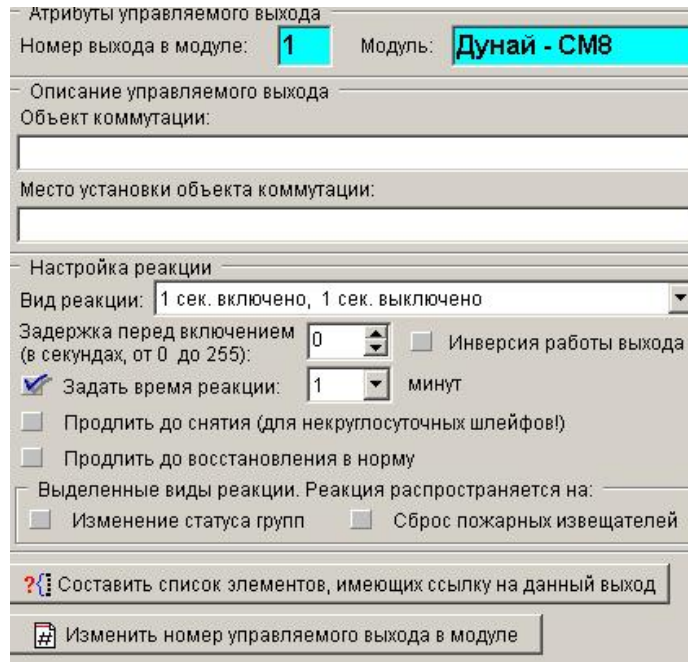 Атрибуты управляемого выхода
Номер выхода в модуле: 1 Модуль: Дунай - СМ8
Описание управляемого выхода
Объект коммутации:
Место установки объекта коммутации:
Настройка реакции
Вид реакции: 1 сек. включено, 1 сек. выключено
Задержка перед включением
(в секундах, от 0 до 255): 0 Инверсия работы выхода
Задать время реакции: 1 минут
Продлить до снятия (для некруглосуточных шлейфов!)
Продлить до восстановления в норму
Выделенные виды реакции. Реакция распространяется на:
Изменение статуса групп Сброс пожарных извещателей
?{ Составить список элементов, имеющих ссылку на данный выход
# Изменить номер управляемого выхода в модуле